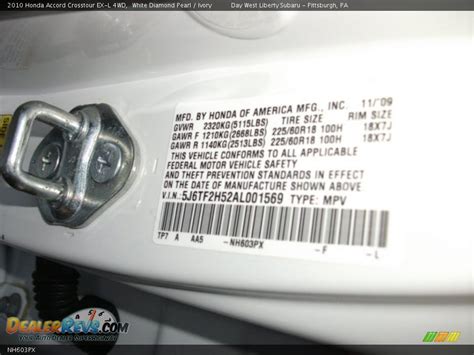 2010 Honda Accord Crosstour EX-L 4WD, White Diamond Pearl / Ivory Day West Liberty Subaru - Pittsburgh, PA
MFD. BY HONDA OF AMERICA MFG., INC. 11/09
GVWR 2320KG(5115LBS) TIRE SIZE RIM SIZE
GAWR F 1210KG(2668LBS) 225/60R18 100H 18X7J
GAWR R 1140KG(2513LBS) 225/60R18 100H 18X7J
THIS VEHICLE CONFORMS TO ALL APPLICABLE
FEDERAL MOTOR VEHICLE SAFETY
AND THEFT PREVENTION STANDARDS IN EFFECT
ON THE DATE OF MANUFACTURE SHOWN ABOVE.
V.I.N.: 5J6TF2H52AL001569 TYPE: MPV
TP7 A AA5 -NH603PX -F -L
DealerRevs.com
NH603PX